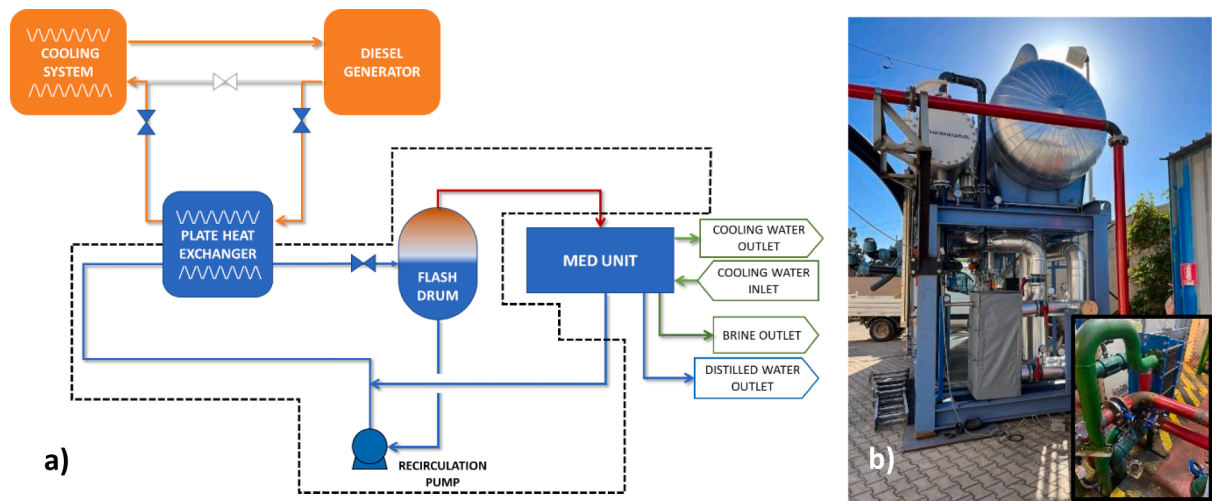 COOLING
SYSTEM
DIESEL
GENERATOR
PLATE HEAT
EXCHANGER
FLASH
DRUM
MED UNIT
COOLING WATER
OUTLET
COOLING WATER
INLET
BRINE OUTLET
DISTILLED WATER
OUTLET
RECIRCULATION
PUMP
a)
b)